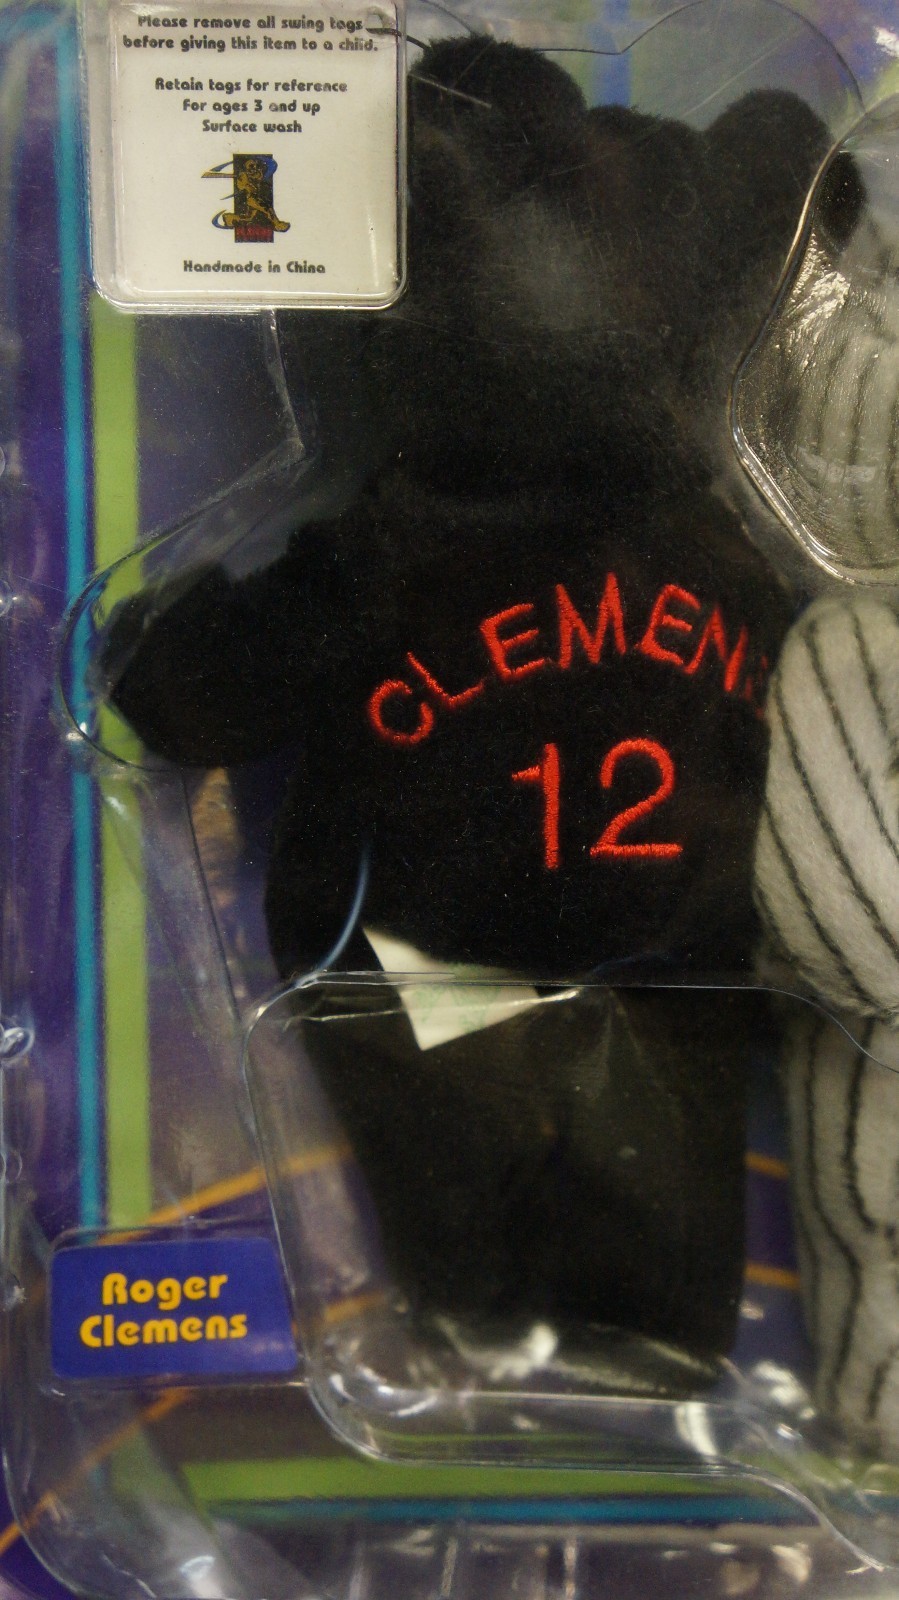 Please remove all swing tags
before giving this item to a child.
Retain tags for reference
For ages 3 and up
Surface wash
Handmade in China
CLEMENS
12
Roger
Clemens